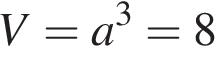 V = a³ = 8